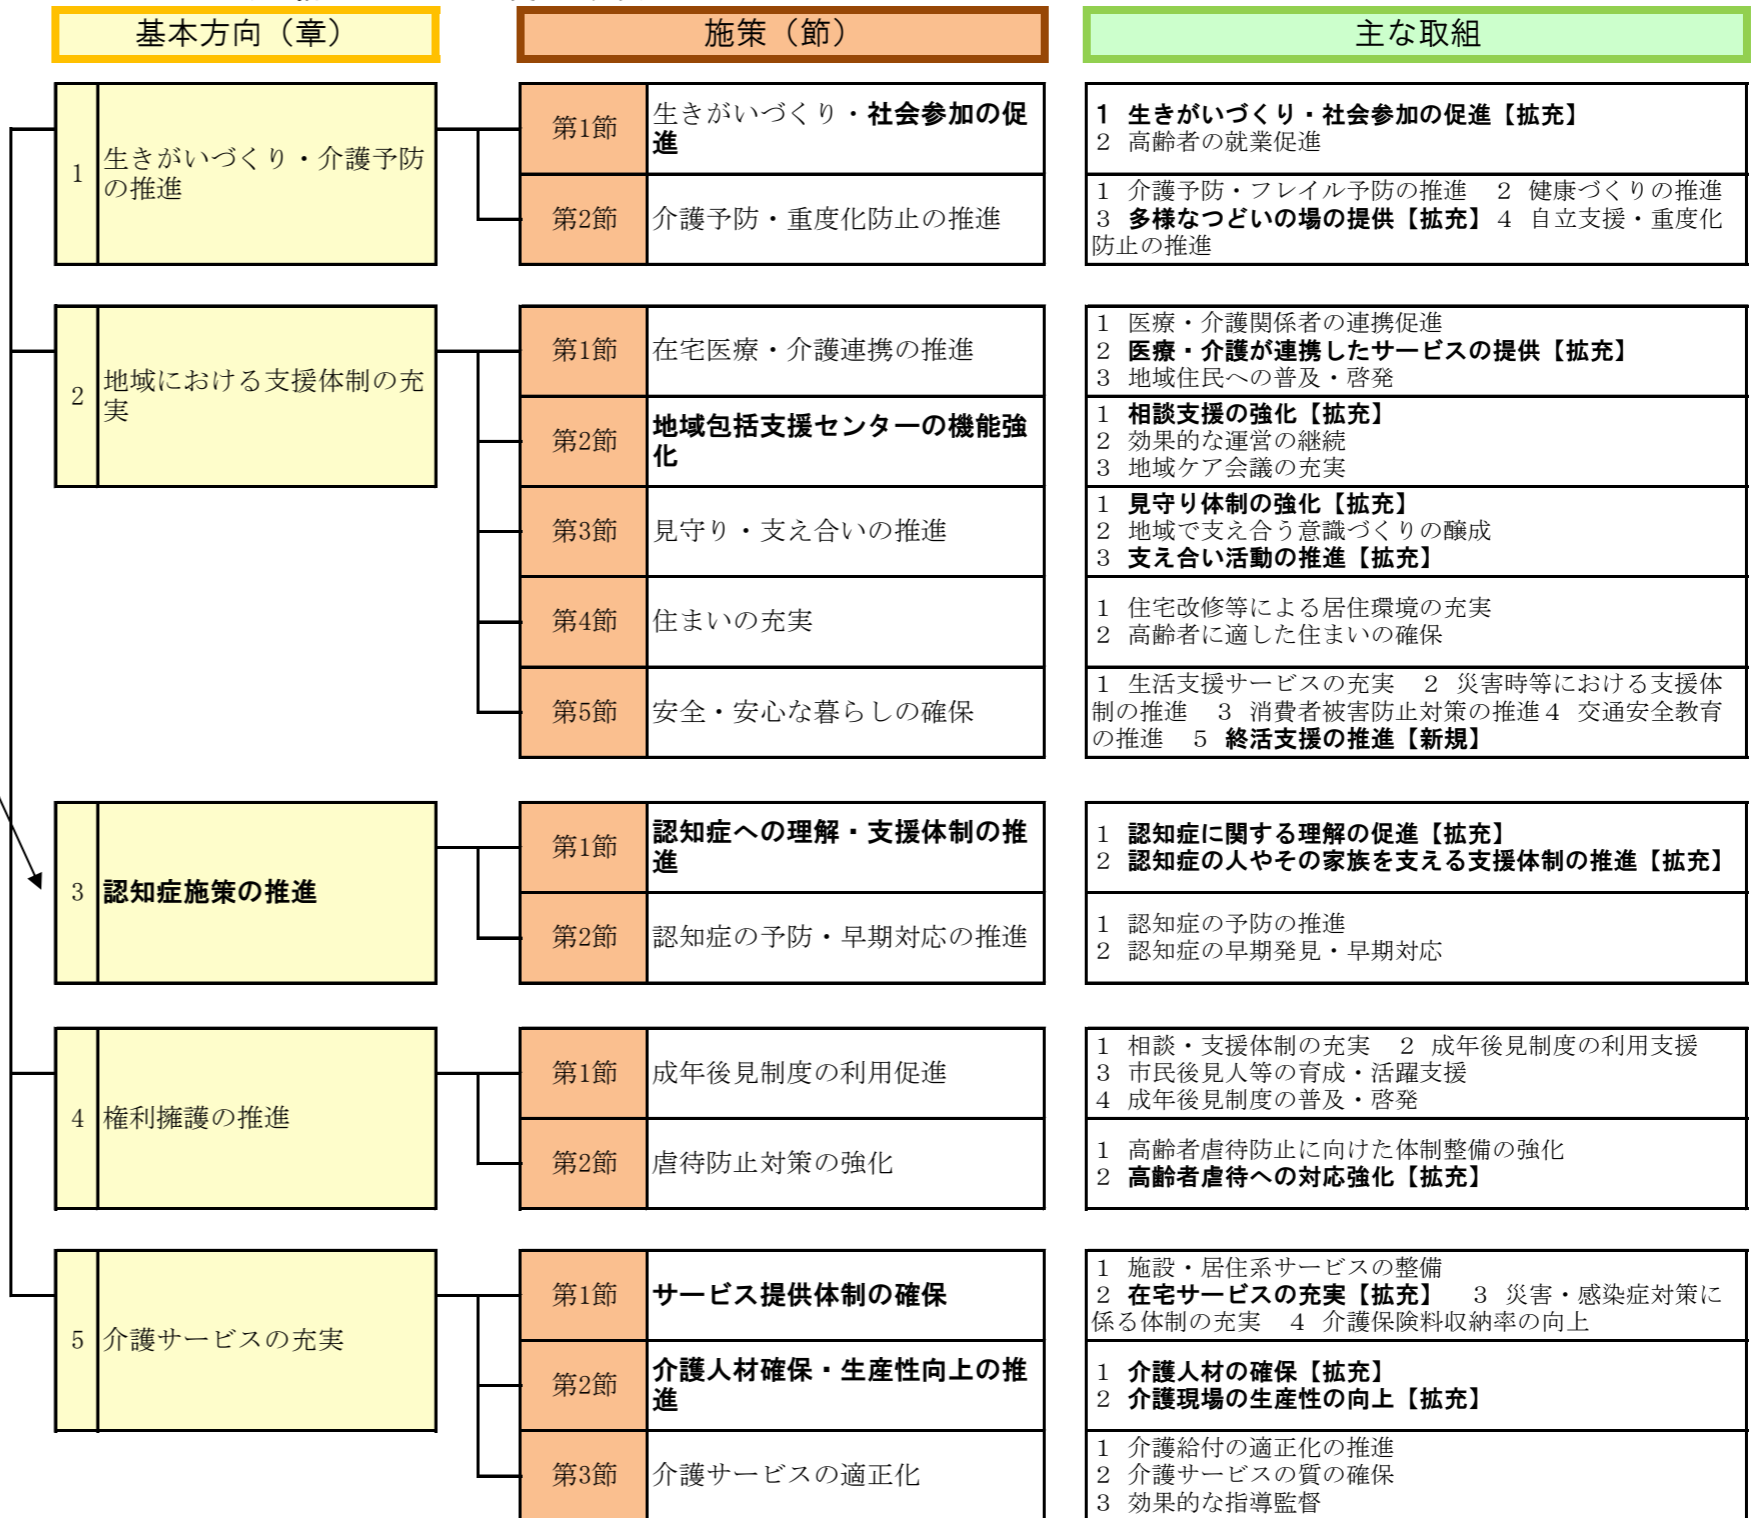 基本方向（章）
施策（節）
主な取組
1
生きがいづくり・介護予防
の推進
第1節
生きがいづくり・社会参加の促
進
1 生きがいづくり・社会参加の促進【拡充】
2 高齢者の就業促進
第2節
介護予防・重度化防止の推進
1 介護予防・フレイル予防の推進 2 健康づくりの推進
3 多様なつどいの場の提供【拡充】 4 自立支援・重度化
防止の推進
2
地域における支援体制の充
実
第1節
在宅医療・介護連携の推進
1 医療・介護関係者の連携促進
2 医療・介護が連携したサービスの提供【拡充】
3 地域住民への普及・啓発
第2節
地域包括支援センターの機能強
化
1 相談支援の強化【拡充】
2 効果的な運営の継続
3 地域ケア会議の充実
第3節
見守り・支え合いの推進
1 見守り体制の強化【拡充】
2 地域で支え合う意識づくりの醸成
3 支え合い活動の推進【拡充】
第4節
住まいの充実
1 住宅改修等による居住環境の充実
2 高齢者に適した住まいの確保
第5節
安全・安心な暮らしの確保
1 生活支援サービスの充実 2 災害時等における支援体
制の推進 3 消費者被害防止対策の推進4 交通安全教育
の推進 5 終活支援の推進【新規】
3
認知症施策の推進
第1節
認知症への理解・支援体制の推
進
1 認知症に関する理解の促進【拡充】
2 認知症の人やその家族を支える支援体制の推進【拡充】
第2節
認知症の予防・早期対応の推進
1 認知症の予防の推進
2 認知症の早期発見・早期対応
4
権利擁護の推進
第1節
成年後見制度の利用促進
1 相談・支援体制の充実 2 成年後見制度の利用支援
3 市民後見人等の育成・活躍支援
4 成年後見制度の普及・啓発
第2節
虐待防止対策の強化
1 高齢者虐待防止に向けた体制整備の強化
2 高齢者虐待への対応強化【拡充】
5
介護サービスの充実
第1節
サービス提供体制の確保
1 施設・居住系サービスの整備
2 在宅サービスの充実【拡充】 3 災害・感染症対策に
係る体制の充実 4 介護保険料収納率の向上
第2節
介護人材確保・生産性向上の推
進
1 介護人材の確保【拡充】
2 介護現場の生産性の向上【拡充】
第3節
介護サービスの適正化
1 介護給付の適正化の推進
2 介護サービスの質の確保
3 効果的な指導監督